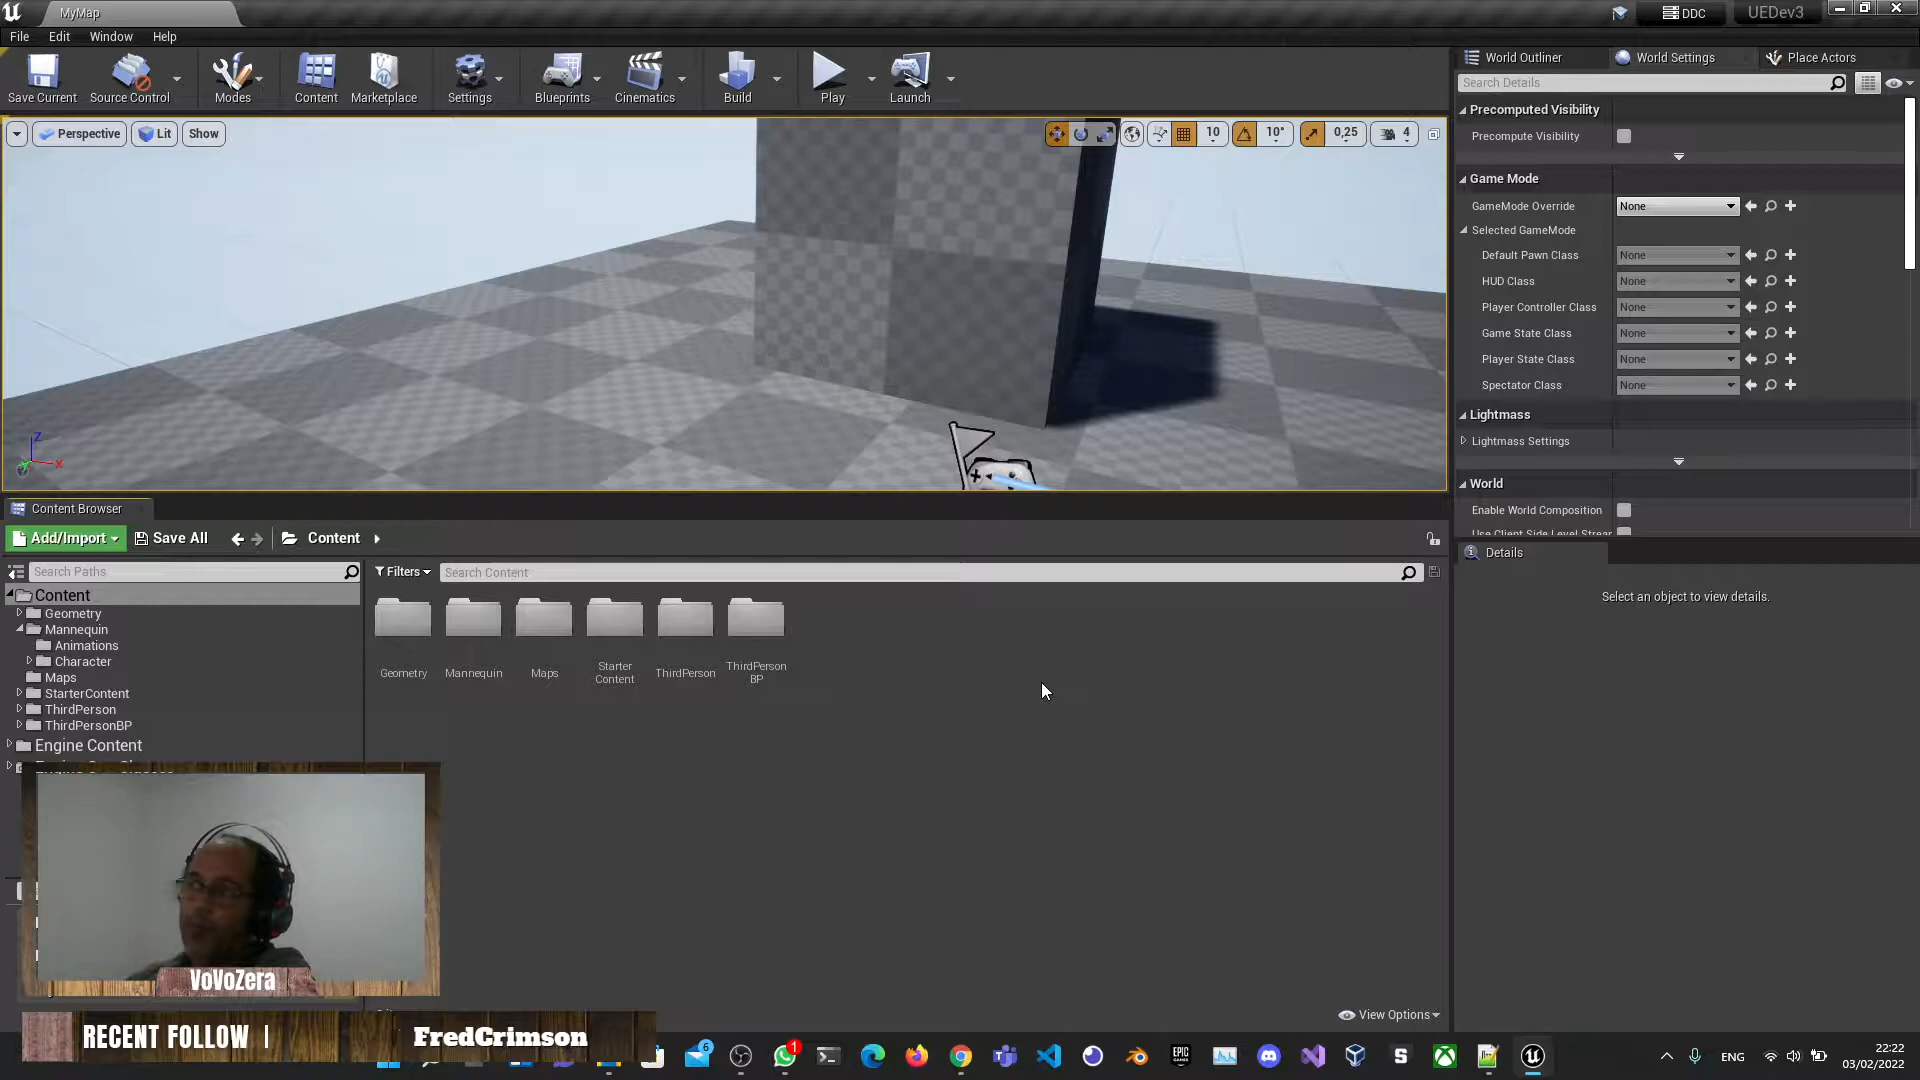 MyMap
DDC
UEDev3
File
Edit
Window
Help
Save Current
Source Control
Modes
Content
Marketplace
Settings
Blueprints
Cinematics
Build
Play
Launch
World Outliner
World Settings
Place Actors
Search Details
Perspective
Lit
Show
10
10°
0,25
4
Precomputed Visibility
Precompute Visibility
Game Mode
GameMode Override
None
Selected GameMode
Default Pawn Class
None
HUD Class
None
Player Controller Class
None
Game State Class
None
Player State Class
None
Spectator Class
None
Lightmass
Lightmass Settings
World
Enable World Composition
Z
X
Content Browser
Add/Import
Save All
Content
Details
Select an object to view details.
Search Paths
Filters
Search Content
Content
Geometry
Mannequin
Animations
Character
Maps
StarterContent
ThirdPerson
ThirdPersonBP
Engine Content
Geometry
Mannequin
Maps
Starter
Content
ThirdPerson
ThirdPerson
BP
VoVoZera
View Options
RECENT FOLLOW |
FredCrimson
6
1
EPIC
GAMES
S
ENG
22:22
03/02/2022